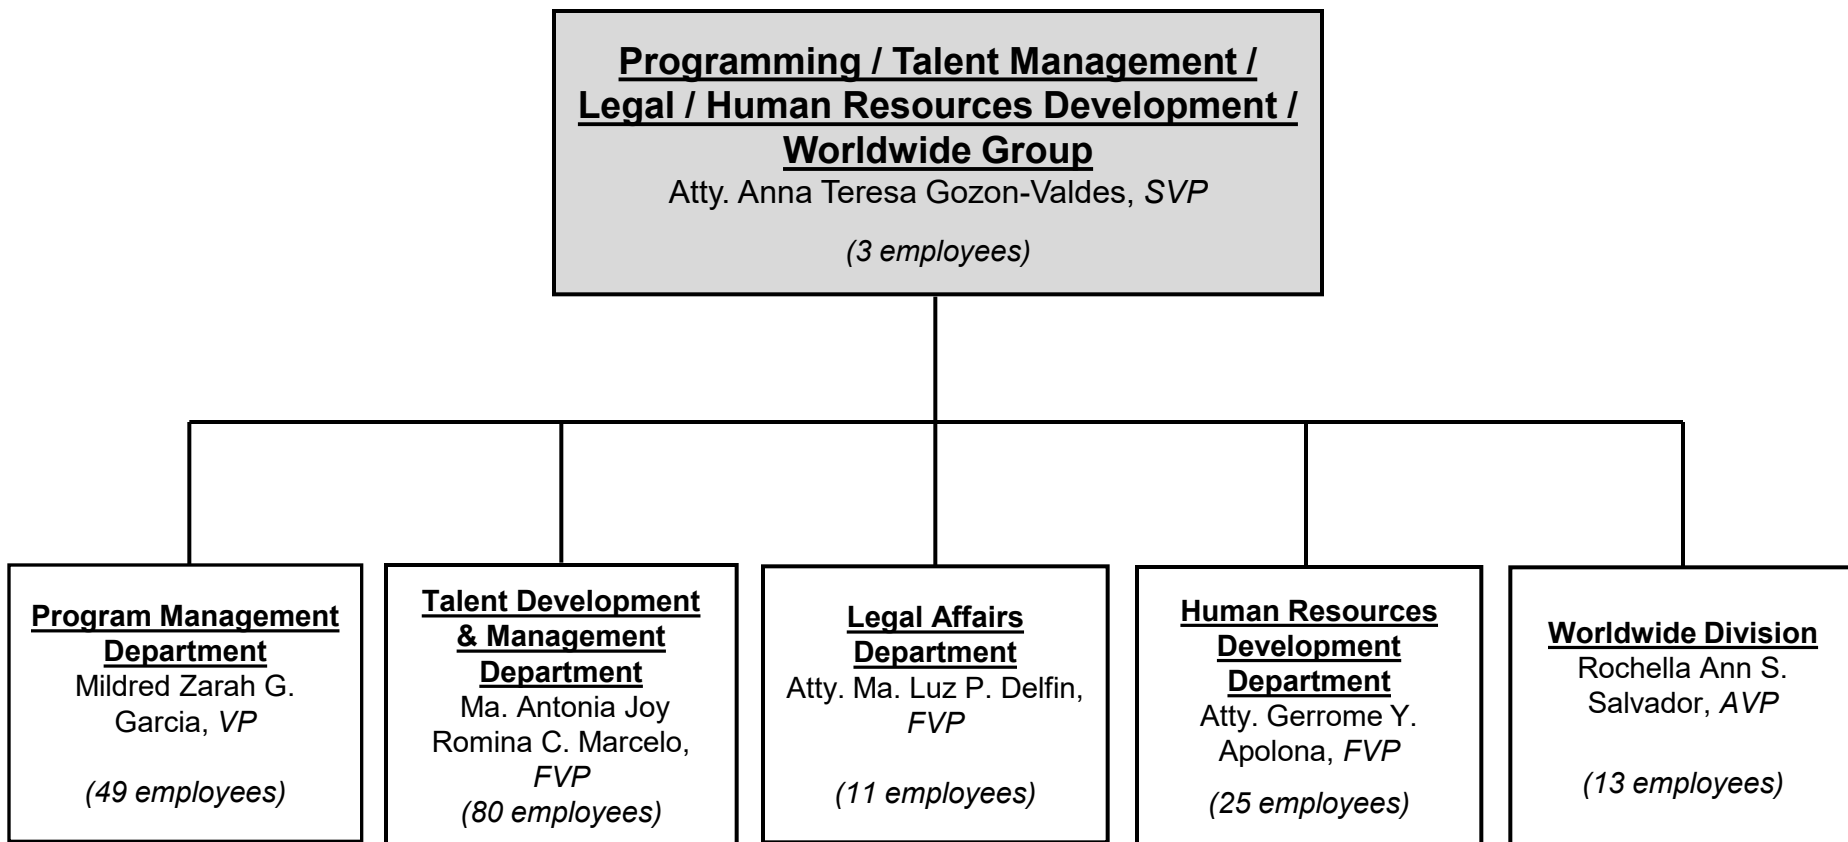 Programming / Talent Management /
Legal / Human Resources Development /
Worldwide Group
Atty. Anna Teresa Gozon-Valdes, SVP
(3 employees)
Program Management
Department
Mildred Zarah G.
Garcia, VP
(49 employees)
Talent Development
& Management
Department
Ma. Antonia Joy
Romina C. Marcelo,
FVP
(80 employees)
Legal Affairs
Department
Atty. Ma. Luz P. Delfin,
FVP
(11 employees)
Human Resources
Development
Department
Atty. Gerrome Y.
Apolona, FVP
(25 employees)
Worldwide Division
Rochella Ann S.
Salvador, AVP
(13 employees)